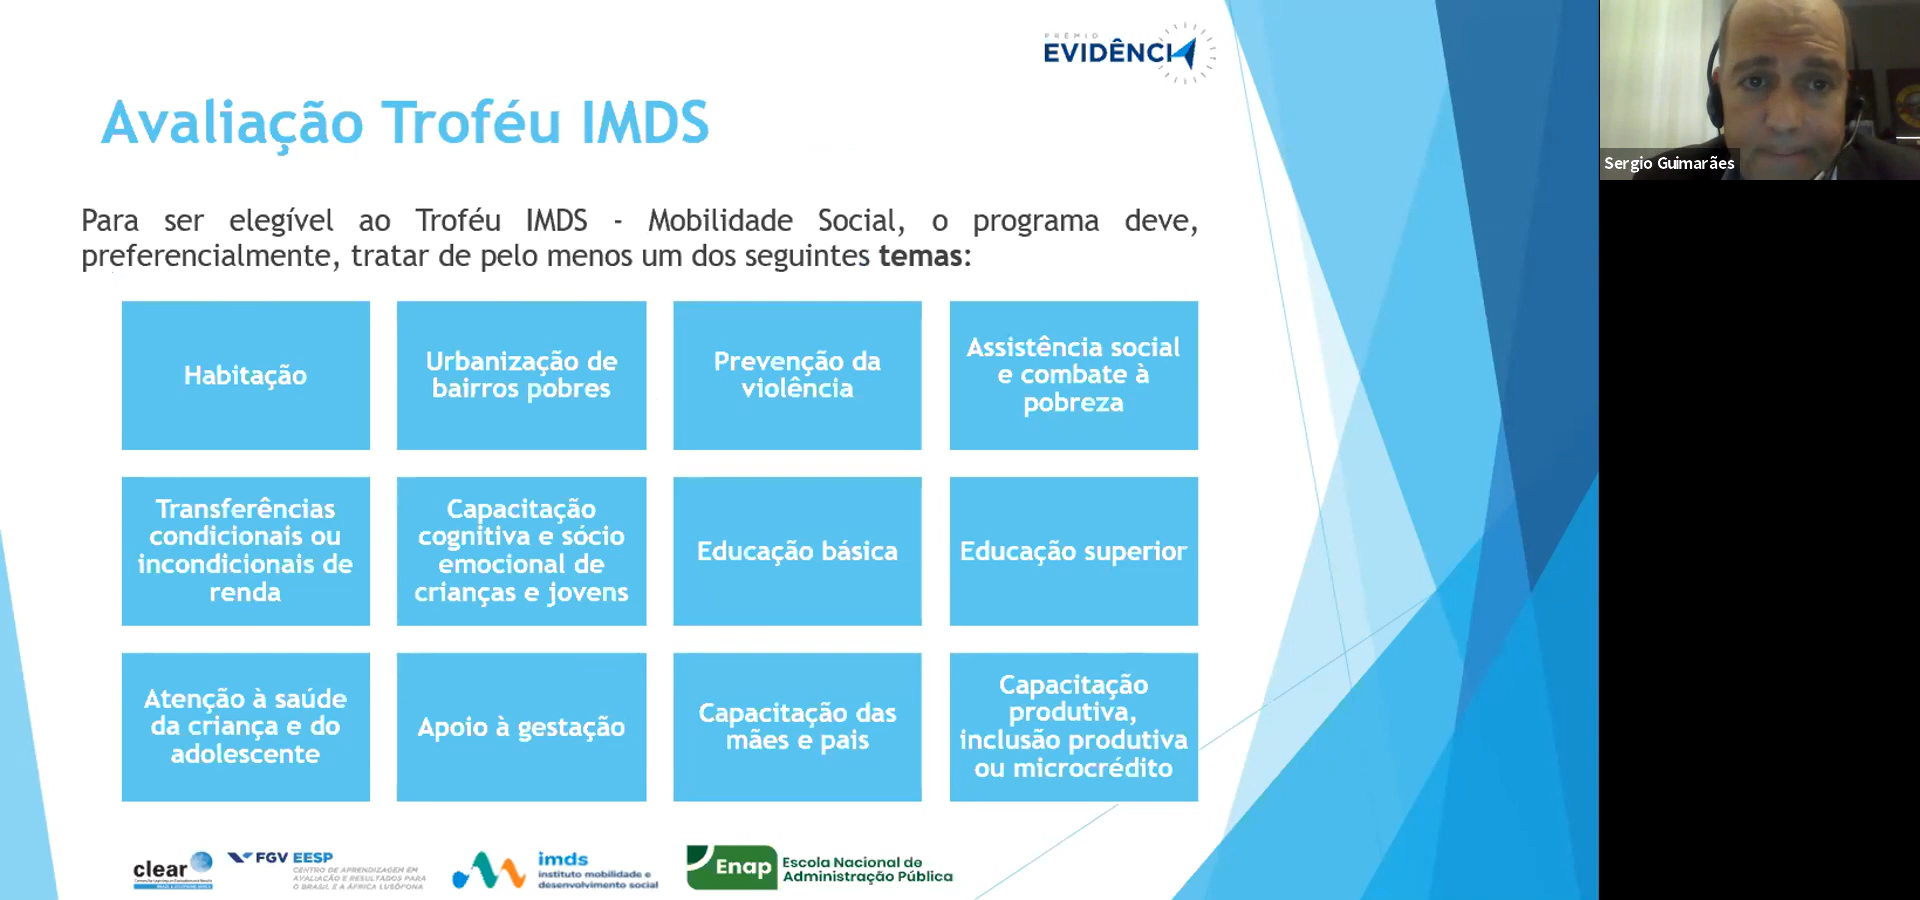 PRÊMIO
EVIDÊNCIA
Sergio Guimarães
Avaliação Troféu IMDS
Para ser elegível ao Troféu IMDS - Mobilidade Social, o programa deve,
preferencialmente, tratar de pelo menos um dos seguintes temas:
Habitação
Urbanização de
bairros pobres
Prevenção da
violência
Assistência social
e combate à
pobreza
Transferências
condicionais ou
incondicionais de
renda
Capacitação
cognitiva e sócio
emocional de
crianças e jovens
Educação básica
Educação superior
Atenção à saúde
da criança e do
adolescente
Apoio à gestação
Capacitação das
mães e pais
Capacitação
produtiva,
inclusão produtiva
ou microcrédito
clear
FGV EESP
CENTRO DE APRENDIZAGEM EM
AVALIAÇÃO E RESULTADOS PARA
O BRASIL E A ÁFRICA LUSÓFONA
imds
instituto mobilidade e
desenvolvimento social
Enap
Escola Nacional de
Administração Pública